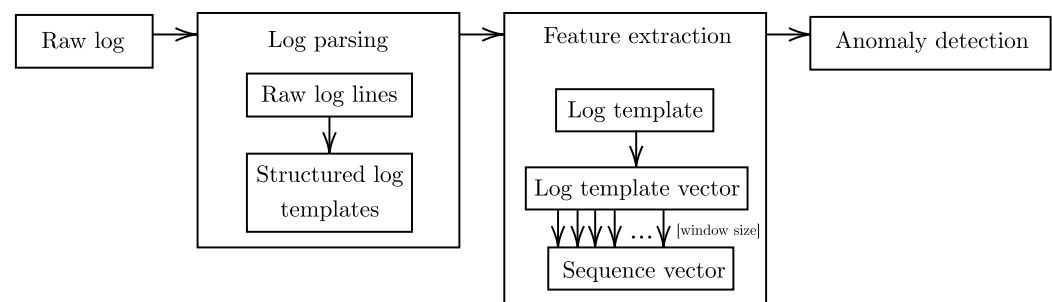 Raw log
Log parsing
Raw log lines
Structured log
templates
Feature extraction
Log template
Log template vector
... [window size]
Sequence vector
Anomaly detection